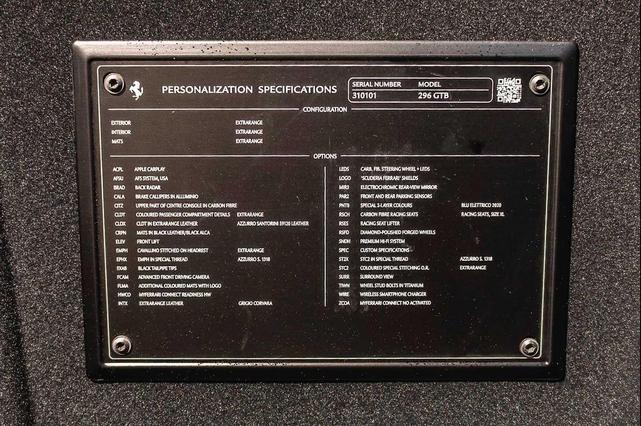 PERSONALIZATION SPECIFICATIONS
SERIAL NUMBER MODEL
310101 296 GTB
CONFIGURATION
EXTERIOR EXTRARANGE
INTERIOR EXTRARANGE
MATS EXTRARANGE
OPTIONS
ACPL APPLE CARPLAY
AFSU AFS SYSTEM, USA
BRAD BACK RADAR
CALA BRAKE CALLIPERS IN ALLUMINIO
CITZ UPPER PART OF CENTRE CONSOLE IN CARBON FIBRE
CLDT COLOURED PASSENGER COMPARTMENT DETAILS EXTRARANGE
CLDX CLDT IN EXTRARANGE LEATHER AZZURRO SANTORINI 39120 LEATHER
CRPN MATS IN BLACK LEATHER/BLACK ALCA
ELEV FRONT LIFT
EMPH CAVALLINO STITCHED ON HEADREST EXTRARANGE
EPHX EMPH IN SPECIAL THREAD AZZURRO S. 1318
EXAB BLACK TAILPIPE TIPS
FCAM ADVANCED FRONT DRIVING CAMERA
FLMA ADDITIONAL COLOURED MATS WITH LOGO
HWCO MYFERRARI CONNECT READINESS HW
INTX EXTRARANGE LEATHER GRIGIO CORVARA
LEDS CARB. FIB. STEERING WHEEL + LEDS
LOGO "SCUDERIA FERRARI" SHIELDS
MIR3 ELECTROCHROMIC REAR-VIEW MIRROR
PAR2 FRONT AND REAR PARKING SENSORS
PNT8 SPECIAL 3-LAYER COLOURS BLU ELETTRICO 2020
RSCH CARBON FIBRE RACING SEATS RACING SEATS, SIZE XL
RSES RACING SEAT LIFTER
RSFD DIAMOND-POLISHED FORGED WHEELS
SNDH PREMIUM HI-FI SYSTEM
SPEC CUSTOM SPECIFICATIONS
ST2X STC2 IN SPECIAL THREAD AZZURRO S. 1318
STC2 COLOURED SPECIAL STITCHING O.R. EXTRARANGE
SURR SURROUND VIEW
TIWN WHEEL STUD BOLTS IN TITANIUM
WIRE WIRELESS SMARTPHONE CHARGER
ZCOA MYFERRARI CONNECT NO ACTIVATED